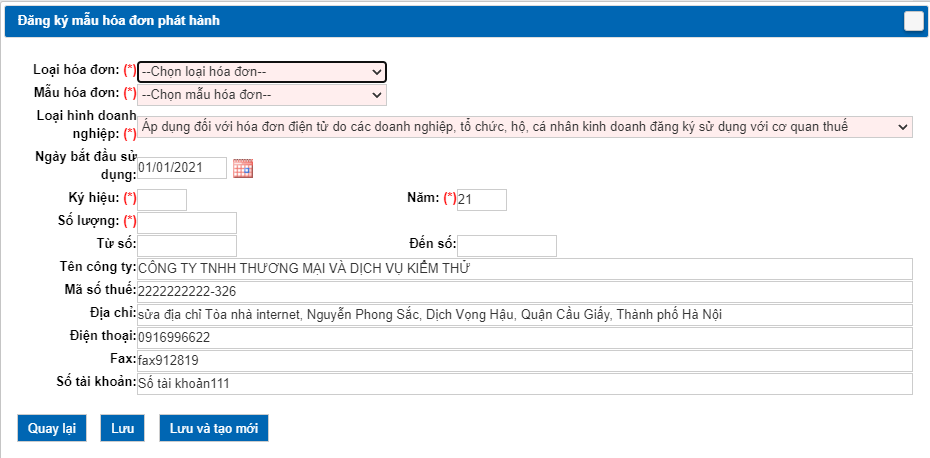 Đăng ký mẫu hóa đơn phát hành
Loại hóa đơn: (*) --Chọn loại hóa đơn--
Mẫu hóa đơn: (*) --Chọn mẫu hóa đơn--
Loại hình doanh
nghiệp: (*) Áp dụng đối với hóa đơn điện tử do các doanh nghiệp, tổ chức, hộ, cá nhân kinh doanh đăng ký sử dụng với cơ quan thuế
Ngày bắt đầu sử
dụng: 01/01/2021
Ký hiệu: (*) Năm: (*) 21
Số lượng: (*)
Từ số: Đến số:
Tên công ty: CÔNG TY TNHH THƯƠNG MẠI VÀ DỊCH VỤ KIỂM THỬ
Mã số thuế: 2222222222-326
Địa chỉ: sửa địa chỉ Tòa nhà internet, Nguyễn Phong Sắc, Dịch Vọng Hậu, Quận Cầu Giấy, Thành phố Hà Nội
Điện thoại: 0916996622
Fax: fax912819
Số tài khoản: Số tài khoản111
Quay lại Lưu Lưu và tạo mới